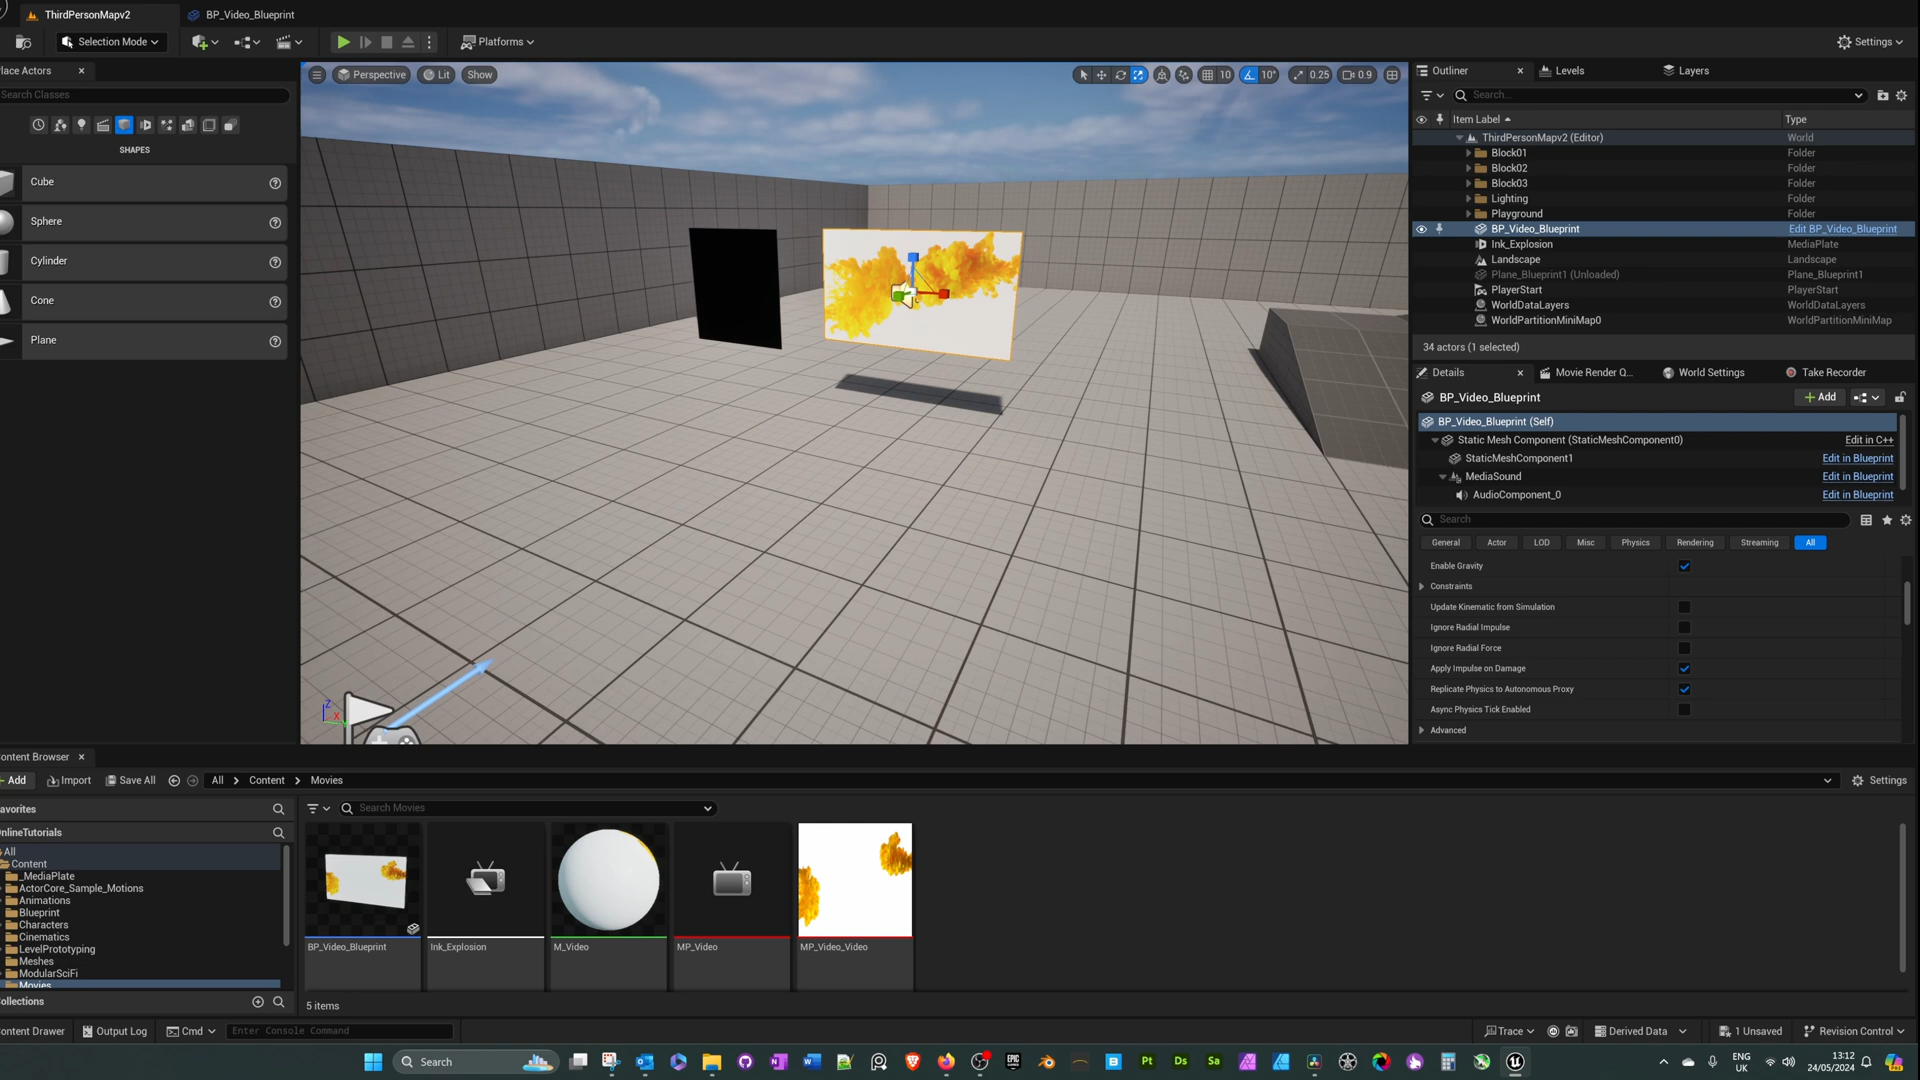 ThirdPersonMapv2
BP_Video_Blueprint
Selection Mode
Platforms
Settings
lace Actors
Search Classes
SHAPES
Cube
Sphere
Cylinder
Cone
Plane
Perspective
Lit
Show
10
10°
0.25
0.9
Outliner
Levels
Layers
Search...
Item Label
Type
ThirdPersonMapv2 (Editor) World
Block01 Folder
Block02 Folder
Block03 Folder
Lighting Folder
Playground Folder
BP_Video_Blueprint Edit BP_Video_Blueprint
Ink_Explosion MediaPlate
Landscape Landscape
Plane_Blueprint1 (Unloaded) Plane_Blueprint1
PlayerStart PlayerStart
WorldDataLayers WorldDataLayers
WorldPartitionMiniMap0 WorldPartitionMiniMap
34 actors (1 selected)
Details
Movie Render Q...
World Settings
Take Recorder
BP_Video_Blueprint
Add
BP_Video_Blueprint (Self)
Static Mesh Component (StaticMeshComponent0) Edit in C++
StaticMeshComponent1 Edit in Blueprint
MediaSound Edit in Blueprint
AudioComponent_0 Edit in Blueprint
Search
General Actor LOD Misc Physics Rendering Streaming All
Enable Gravity
Constraints
Update Kinematic from Simulation
Ignore Radial Impulse
Ignore Radial Force
Apply Impulse on Damage
Replicate Physics to Autonomous Proxy
Async Physics Tick Enabled
Advanced
Z
X
ontent Browser
Add
Import
Save All
All
Content
Movies
Settings
avorites
nlineTutorials
All
Content
_MediaPlate
ActorCore_Sample_Motions
Animations
Blueprint
Characters
Cinematics
LevelPrototyping
Meshes
ModularSciFi
Movies
ollections
Search Movies
BP_Video_Blueprint
Ink_Explosion
M_Video
MP_Video
MP_Video_Video
5 items
ontent Drawer
Output Log
Cmd
Enter Console Command
Trace
Derived Data
1 Unsaved
Revision Control
Search
EPIC
Pt
Ds
Sa
ENG
UK
13:12
24/05/2024